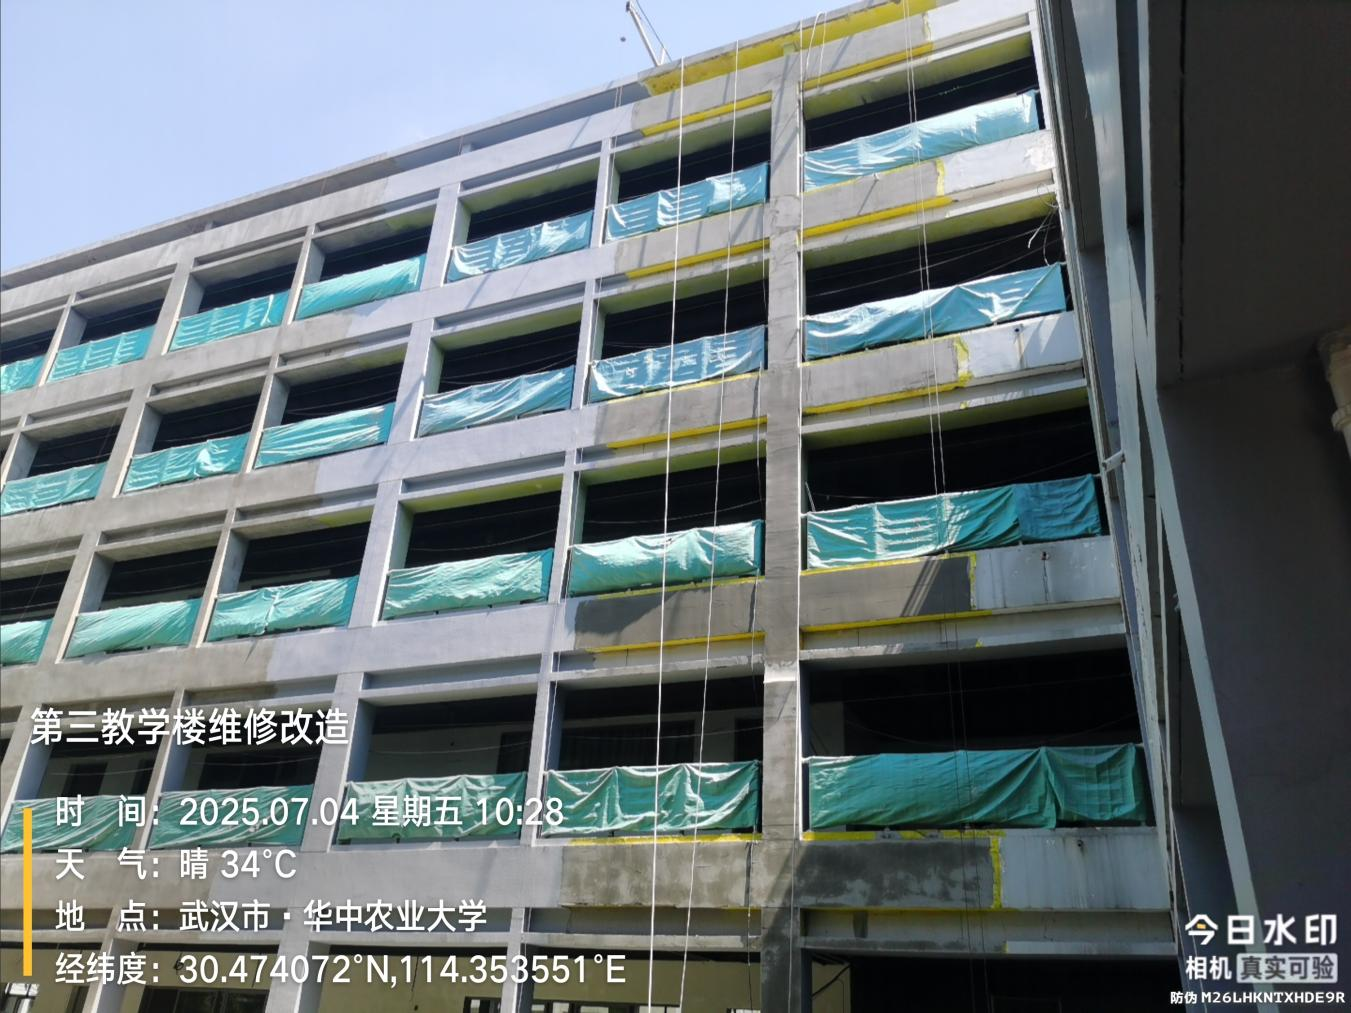 第三教学楼维修改造
时 间：2025.07.04 星期五 10:28
天 气：晴 34°C
地 点：武汉市·华中农业大学
经纬度：30.474072°N,114.353551°E
今日水印
相机 真实可验
防伪 M26LHKNTXHDE9R